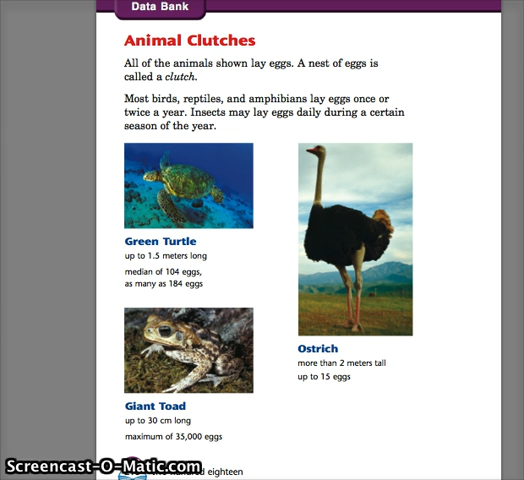 Data Bank
Animal Clutches
All of the animals shown lay eggs. A nest of eggs is
called a clutch.
Most birds, reptiles, and amphibians lay eggs once or
twice a year. Insects may lay eggs daily during a certain
season of the year.
Green Turtle
up to 1.5 meters long
median of 104 eggs,
as many as 184 eggs
Giant Toad
up to 30 cm long
maximum of 35,000 eggs
Ostrich
more than 2 meters tall
up to 15 eggs
hundred eighteen
Screencast-O-Matic.com